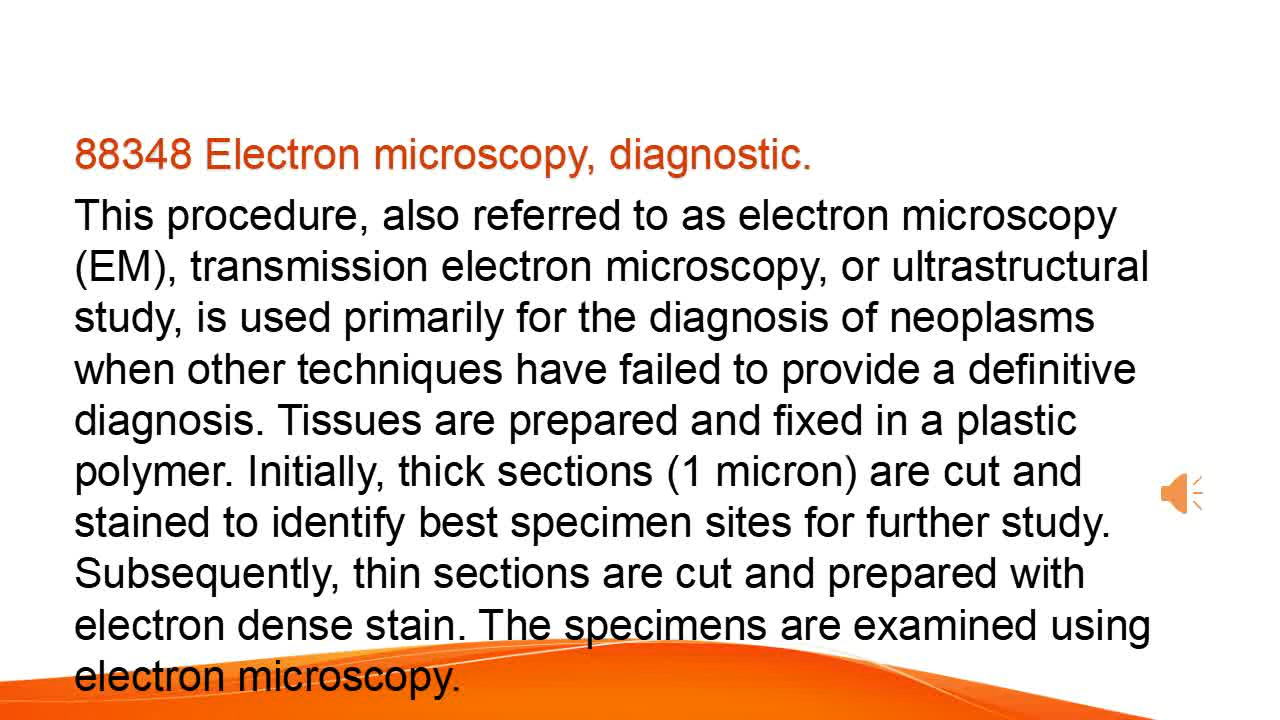 88348 Electron microscopy, diagnostic.
This procedure, also referred to as electron microscopy
(EM), transmission electron microscopy, or ultrastructural
study, is used primarily for the diagnosis of neoplasms
when other techniques have failed to provide a definitive
diagnosis. Tissues are prepared and fixed in a plastic
polymer. Initially, thick sections (1 micron) are cut and
stained to identify best specimen sites for further study.
Subsequently, thin sections are cut and prepared with
electron dense stain. The specimens are examined using
electron microscopy.